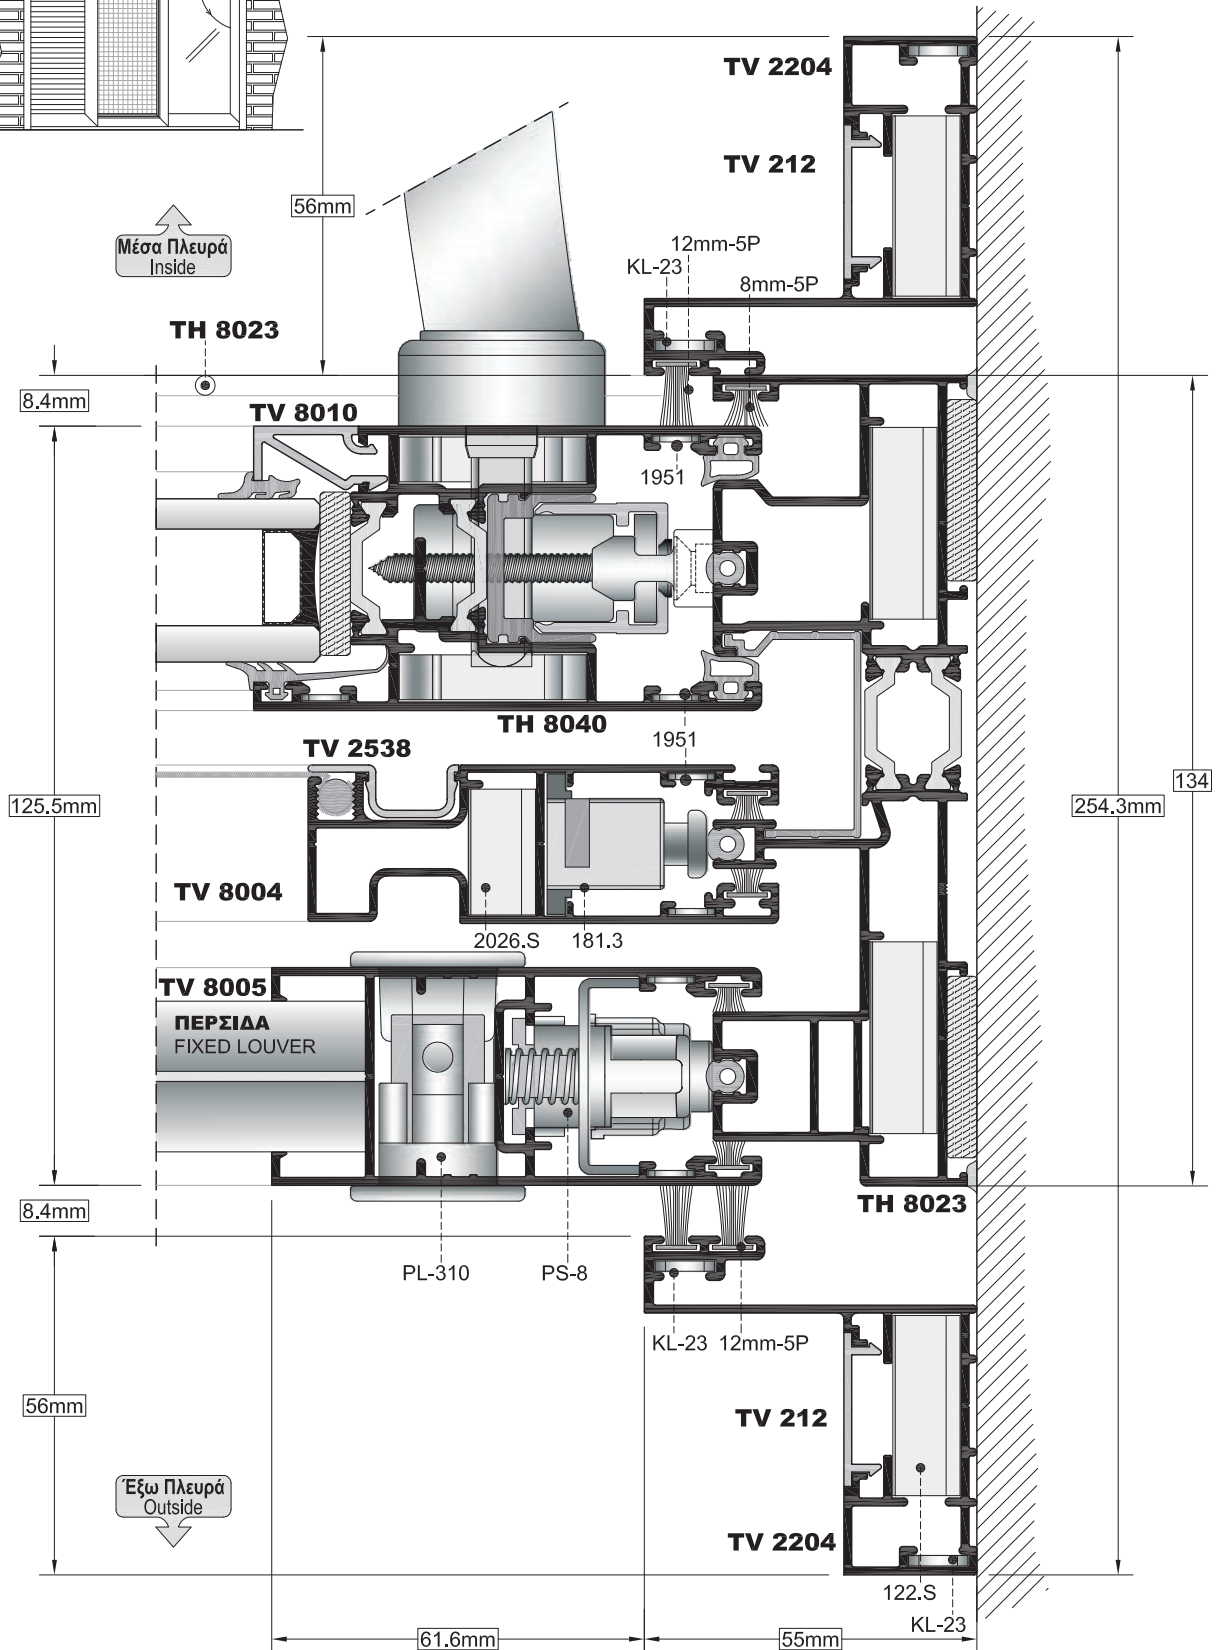 TV 2204
TV 212
56mm
Μέσα Πλευρά
Inside
12mm-5P
KL-23
8mm-5P
TH 8023
8.4mm
TV 8010
1951
TH 8040
1951
TV 2538
134
125.5mm
254.3mm
TV 8004
2026.S
181.3
TV 8005
ΠΕΡΣΙΔΑ
FIXED LOUVER
TH 8023
8.4mm
PL-310
PS-8
KL-23
12mm-5P
56mm
TV 212
Έξω Πλευρά
Outside
TV 2204
122.S
KL-23
61.6mm
55mm